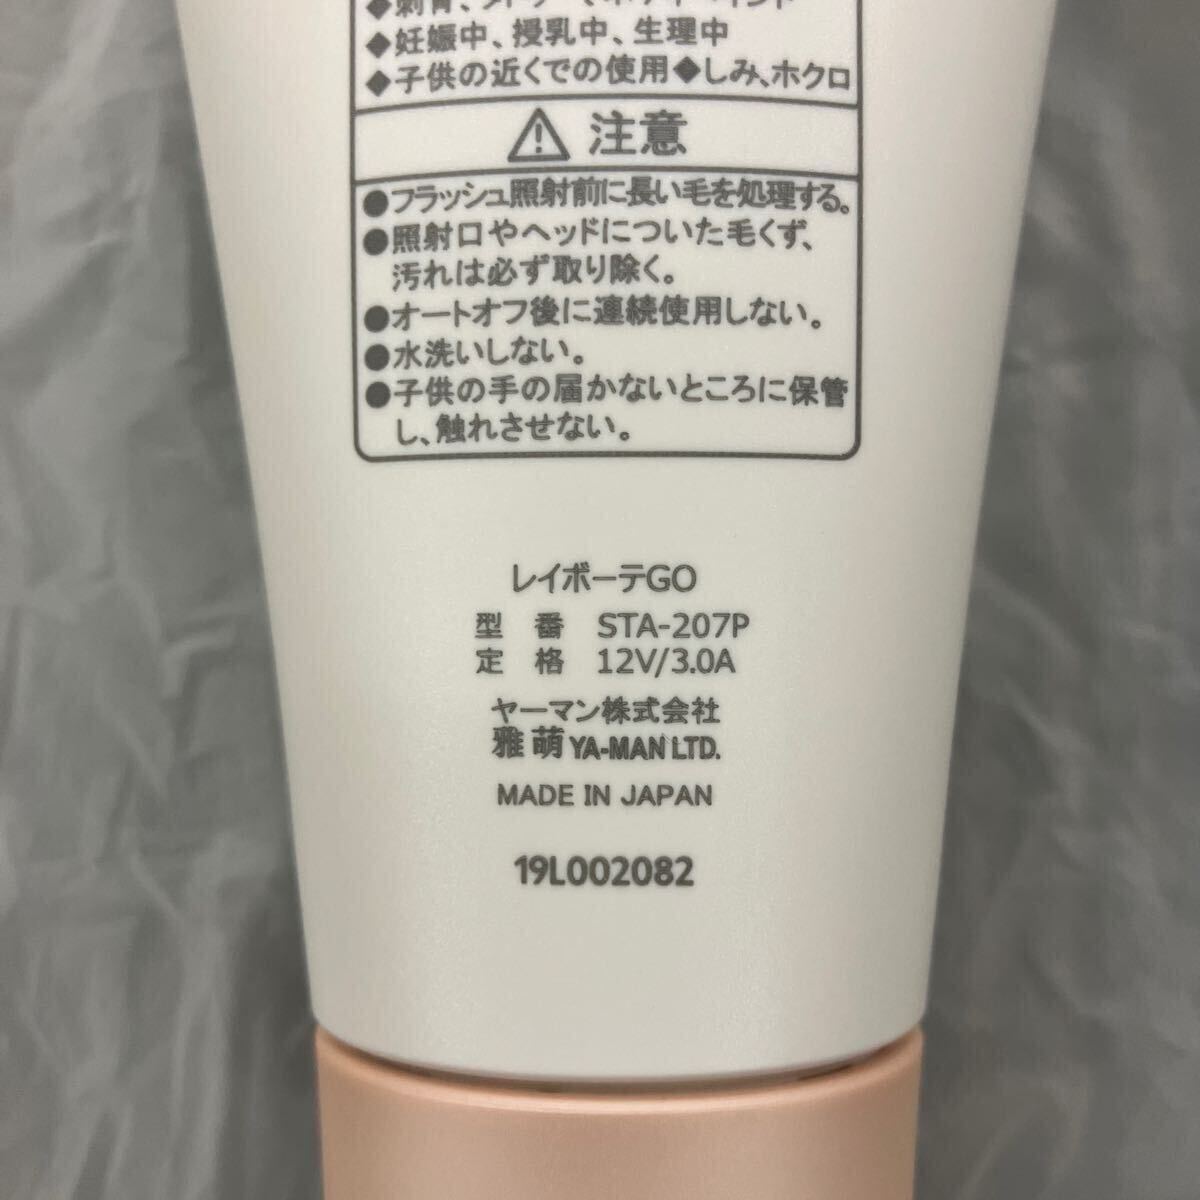 ◆妊娠中、授乳中、生理中
◆子供の近くでの使用◆しみ、ホクロ
注意
●フラッシュ照射前に長い毛を処理する。
●照射口やヘッドについた毛くず、
汚れは必ず取り除く。
●オートオフ後に連続使用しない。
●水洗いしない。
●子供の手の届かないところに保管
し、触れさせない。
レイボーテGO
型 番 STA-207P
定 格 12V/3.0A
ヤーマン株式会社
雅萌 YA-MAN LTD.
MADE IN JAPAN
19L002082